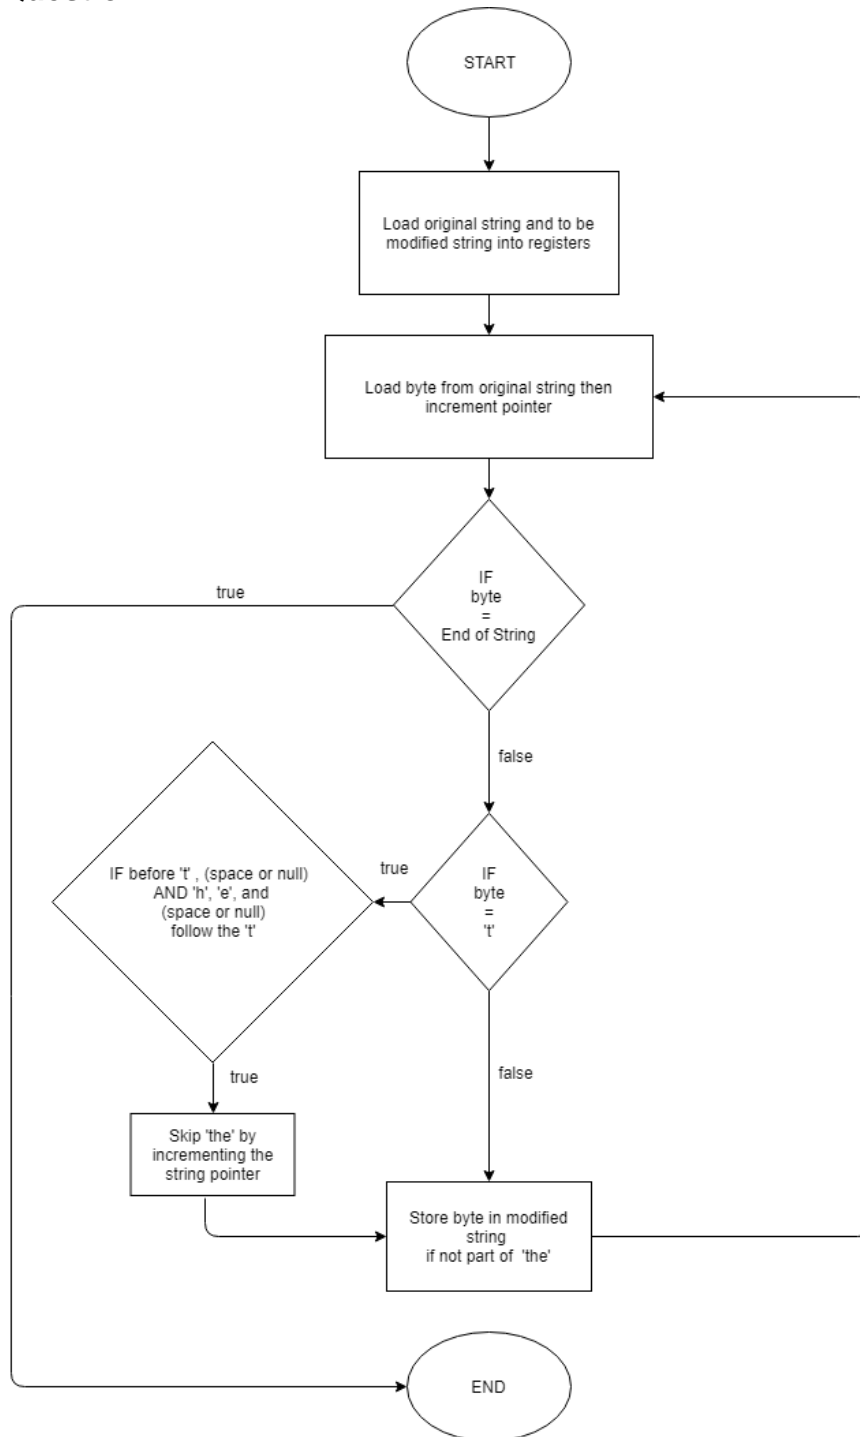 START
Load original string and to be
modified string into registers
Load byte from original string then
increment pointer
IF
byte
=
End of String
true
false
IF before 't' , (space or null)
AND 'h', 'e', and
(space or null)
follow the 't'
true
IF
byte
=
't'
true
false
Skip 'the' by
incrementing the
string pointer
Store byte in modified
string
if not part of 'the'
END